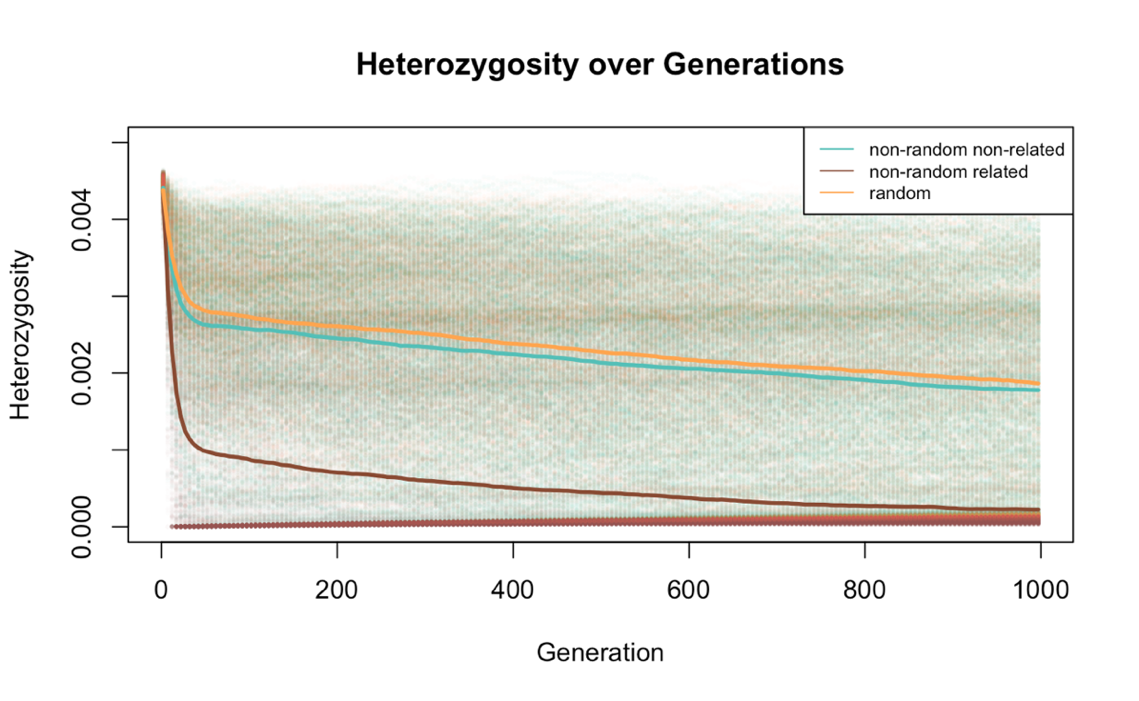 Heterozygosity over Generations
non-random non-related
non-random related
random
Heterozygosity
0.004
0.002
0.000
0
200
400
600
800
1000
Generation